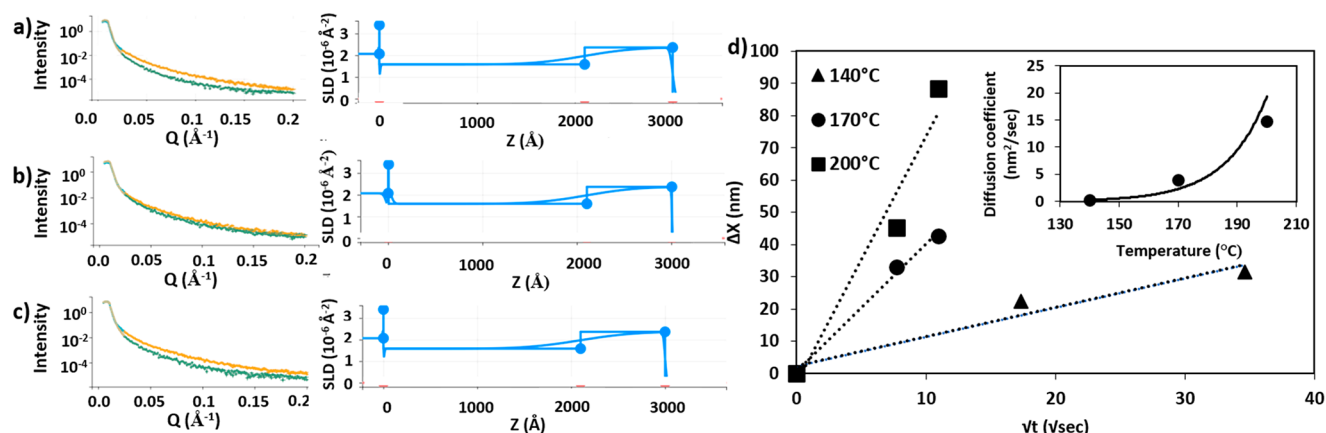 a)
Intensity
10⁰
10⁻²
10⁻⁴
0.0 0.05 0.1 0.15 0.2
Q (Å⁻¹)
SLD (10⁻⁶ Å⁻²)
3
2
1
0
0 1000 2000 3000
Z (Å)
b)
Intensity
10⁰
10⁻²
10⁻⁴
0.0 0.05 0.1 0.15 0.2
Q (Å⁻¹)
SLD (10⁻⁶ Å⁻²)
3
2
1
0
0 1000 2000 3000
Z (Å)
c)
Intensity
10⁰
10⁻²
10⁻⁴
0.0 0.05 0.1 0.15 0.2
Q (Å⁻¹)
SLD (10⁻⁶ Å⁻²)
3
2
1
0
0 1000 2000 3000
Z (Å)
d)
ΔX (nm)
100
90
80
70
60
50
40
30
20
10
0
0 10 20 30 40
√t (√sec)
140°C
170°C
200°C
Diffusion coefficient
(nm²/sec)
25
20
15
10
5
0
130 150 170 190 210
Temperature (°C)